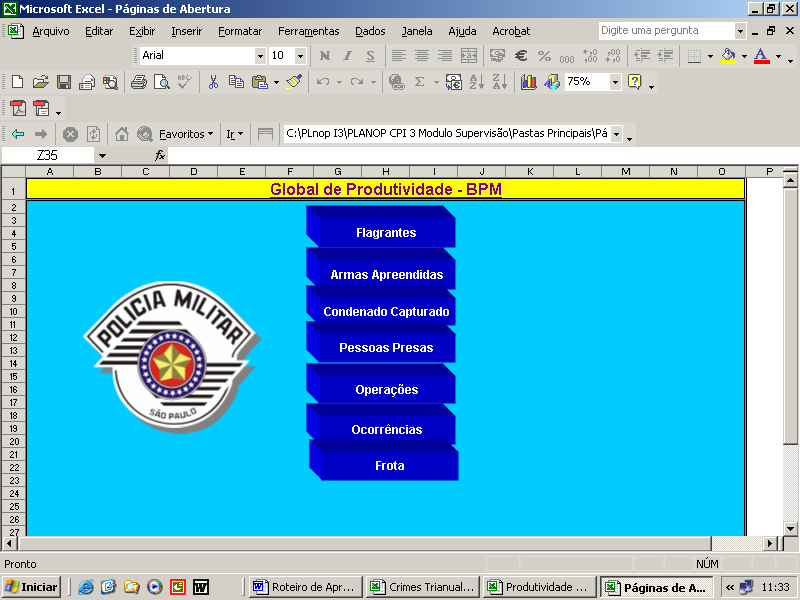 Microsoft Excel - Páginas de Abertura
Arquivo Editar Exibir Inserir Formatar Ferramentas Dados Janela Ajuda Acrobat Digite uma pergunta
Arial 10 N I S % 000
75%
Favoritos Ir C:\PLnop I3\PLANOP CPI 3 Modulo Supervisão\Pastas Principais\Pá
Z35 fx
A B C D E F G H I J K L M N O P
1 Global de Produtividade - BPM
2
3
4 Flagrantes
5
6
7 Armas Apreendidas
8
9
10 Condenado Capturado
11
12
13 Pessoas Presas
14
15
16 Operações
17
18
19 Ocorrências
20
21
22 Frota
23
24
25
26
27
POLICIA MILITAR
SÃO PAULO
Pronto NÚM
Iniciar Roteiro de Apr... Crimes Trianual... Produtividade ... Páginas de A... « 11:33